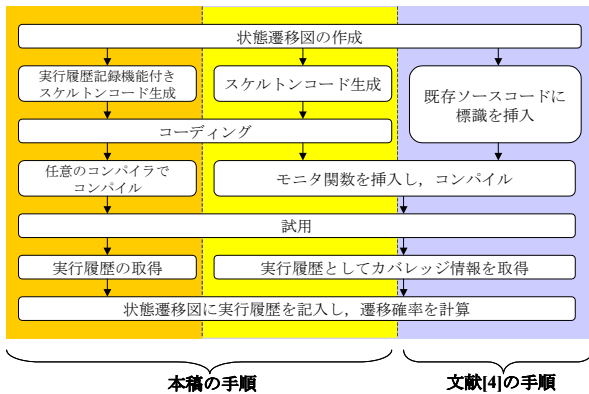 状態遷移図の作成
実行履歴記録機能付き
スケルトンコード生成
スケルトンコード生成
既存ソースコードに
標識を挿入
コーディング
任意のコンパイラで
コンパイル
モニタ関数を挿入し，コンパイル
試用
実行履歴の取得
実行履歴としてカバレッジ情報を取得
状態遷移図に実行履歴を記入し，遷移確率を計算
本稿の手順
文献[4]の手順